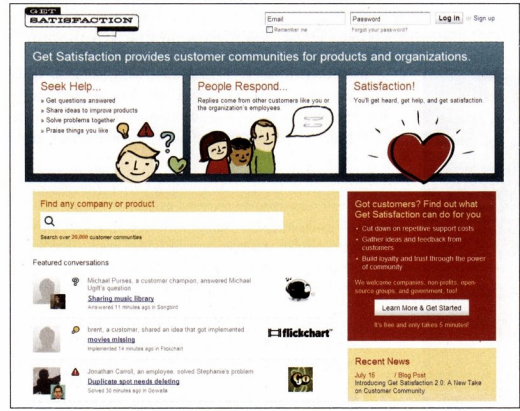 GET
SATISFACTION
Email
Password
Log in
or Sign up
Remember me
Forgot your password?
Get Satisfaction provides customer communities for products and organizations.
Seek Help...
» Get questions answered
» Share ideas to improve products
» Solve problems together
» Praise things you like
People Respond...
Replies come from other customers like you or
the organization's employees
Satisfaction!
You'll get heard, get help, and get satisfaction.
Find any company or product
Search over 20,000 customer communities
Featured conversations
Michael Purnes, a customer champion, answered Michael
Ugift's question
Sharing music library
Answered 11 minutes ago in Songbird
brent, a customer, shared an idea that got implemented
movies missing
Implemented 14 minutes ago in Flickchart
flickchart™
Jonathan Carroll, an employee, solved Stephanie's problem
Duplicate spot needs deleting
Solved 30 minutes ago in Gowalla
Go
Got customers? Find out what
Get Satisfaction can do for you
• Cut down on repetitive support costs
• Gather ideas and feedback from
customers
• Build loyalty and trust through the power
of community
We welcome companies, non profits, open-
source groups, and government, too!
Learn More & Get Started
It's free and only takes 5 minutes!
Recent News
July 15 / Blog Post
Introducing Get Satisfaction 2.0: A New Take
on Customer Community